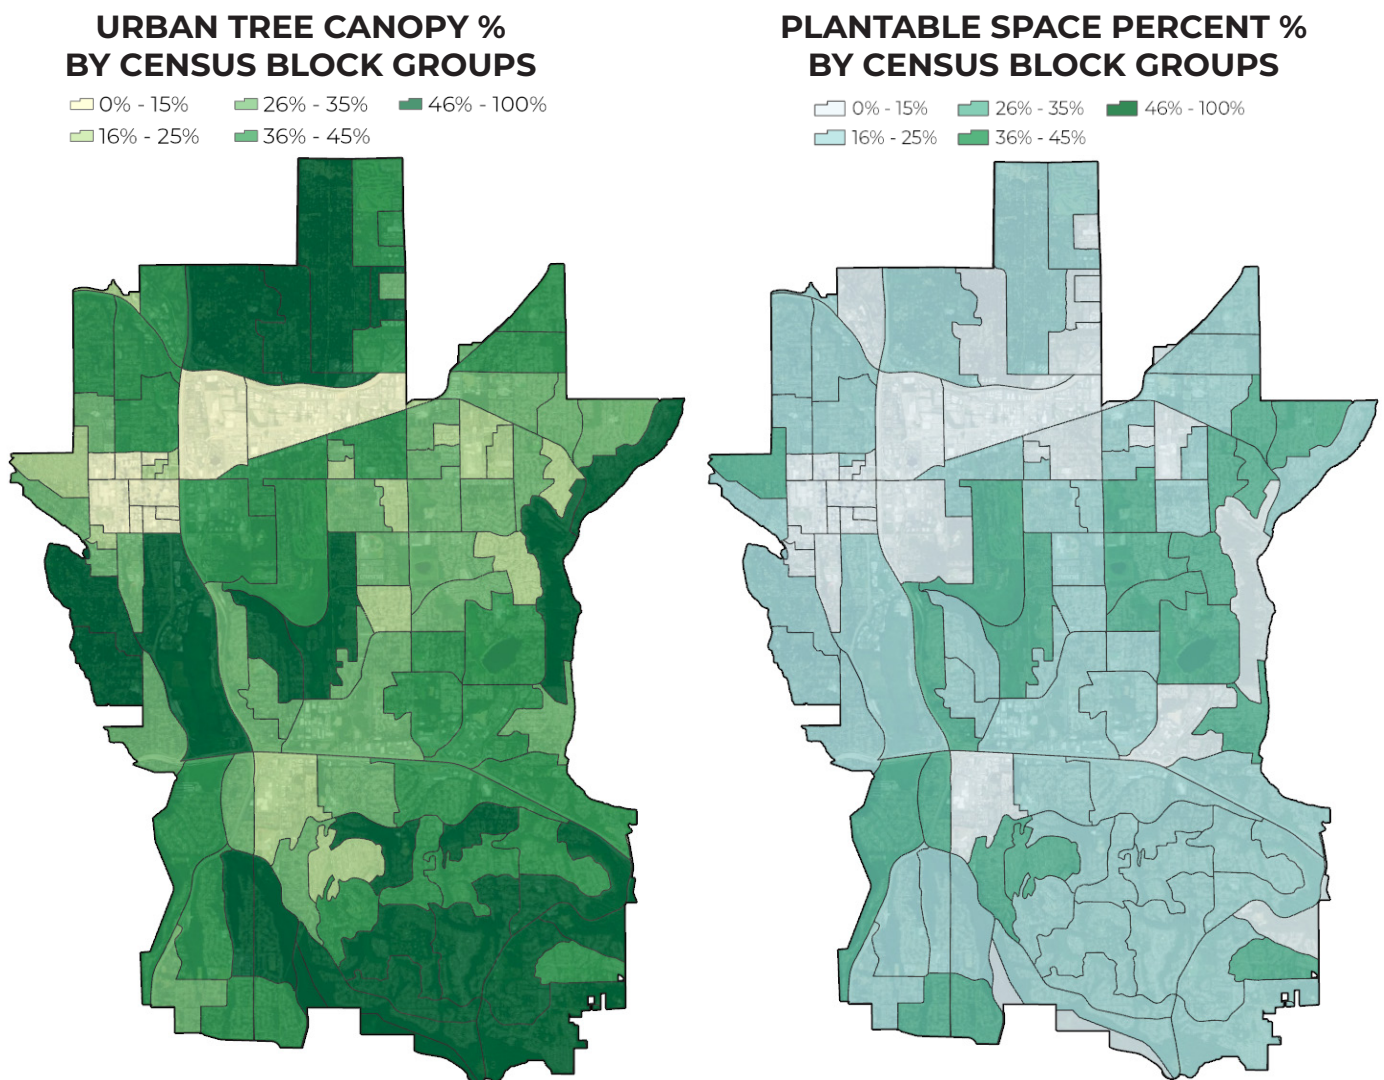 URBAN TREE CANOPY %
BY CENSUS BLOCK GROUPS
0% - 15%
26% - 35%
46% - 100%
16% - 25%
36% - 45%
PLANTABLE SPACE PERCENT %
BY CENSUS BLOCK GROUPS
0% - 15%
26% - 35%
46% - 100%
16% - 25%
36% - 45%